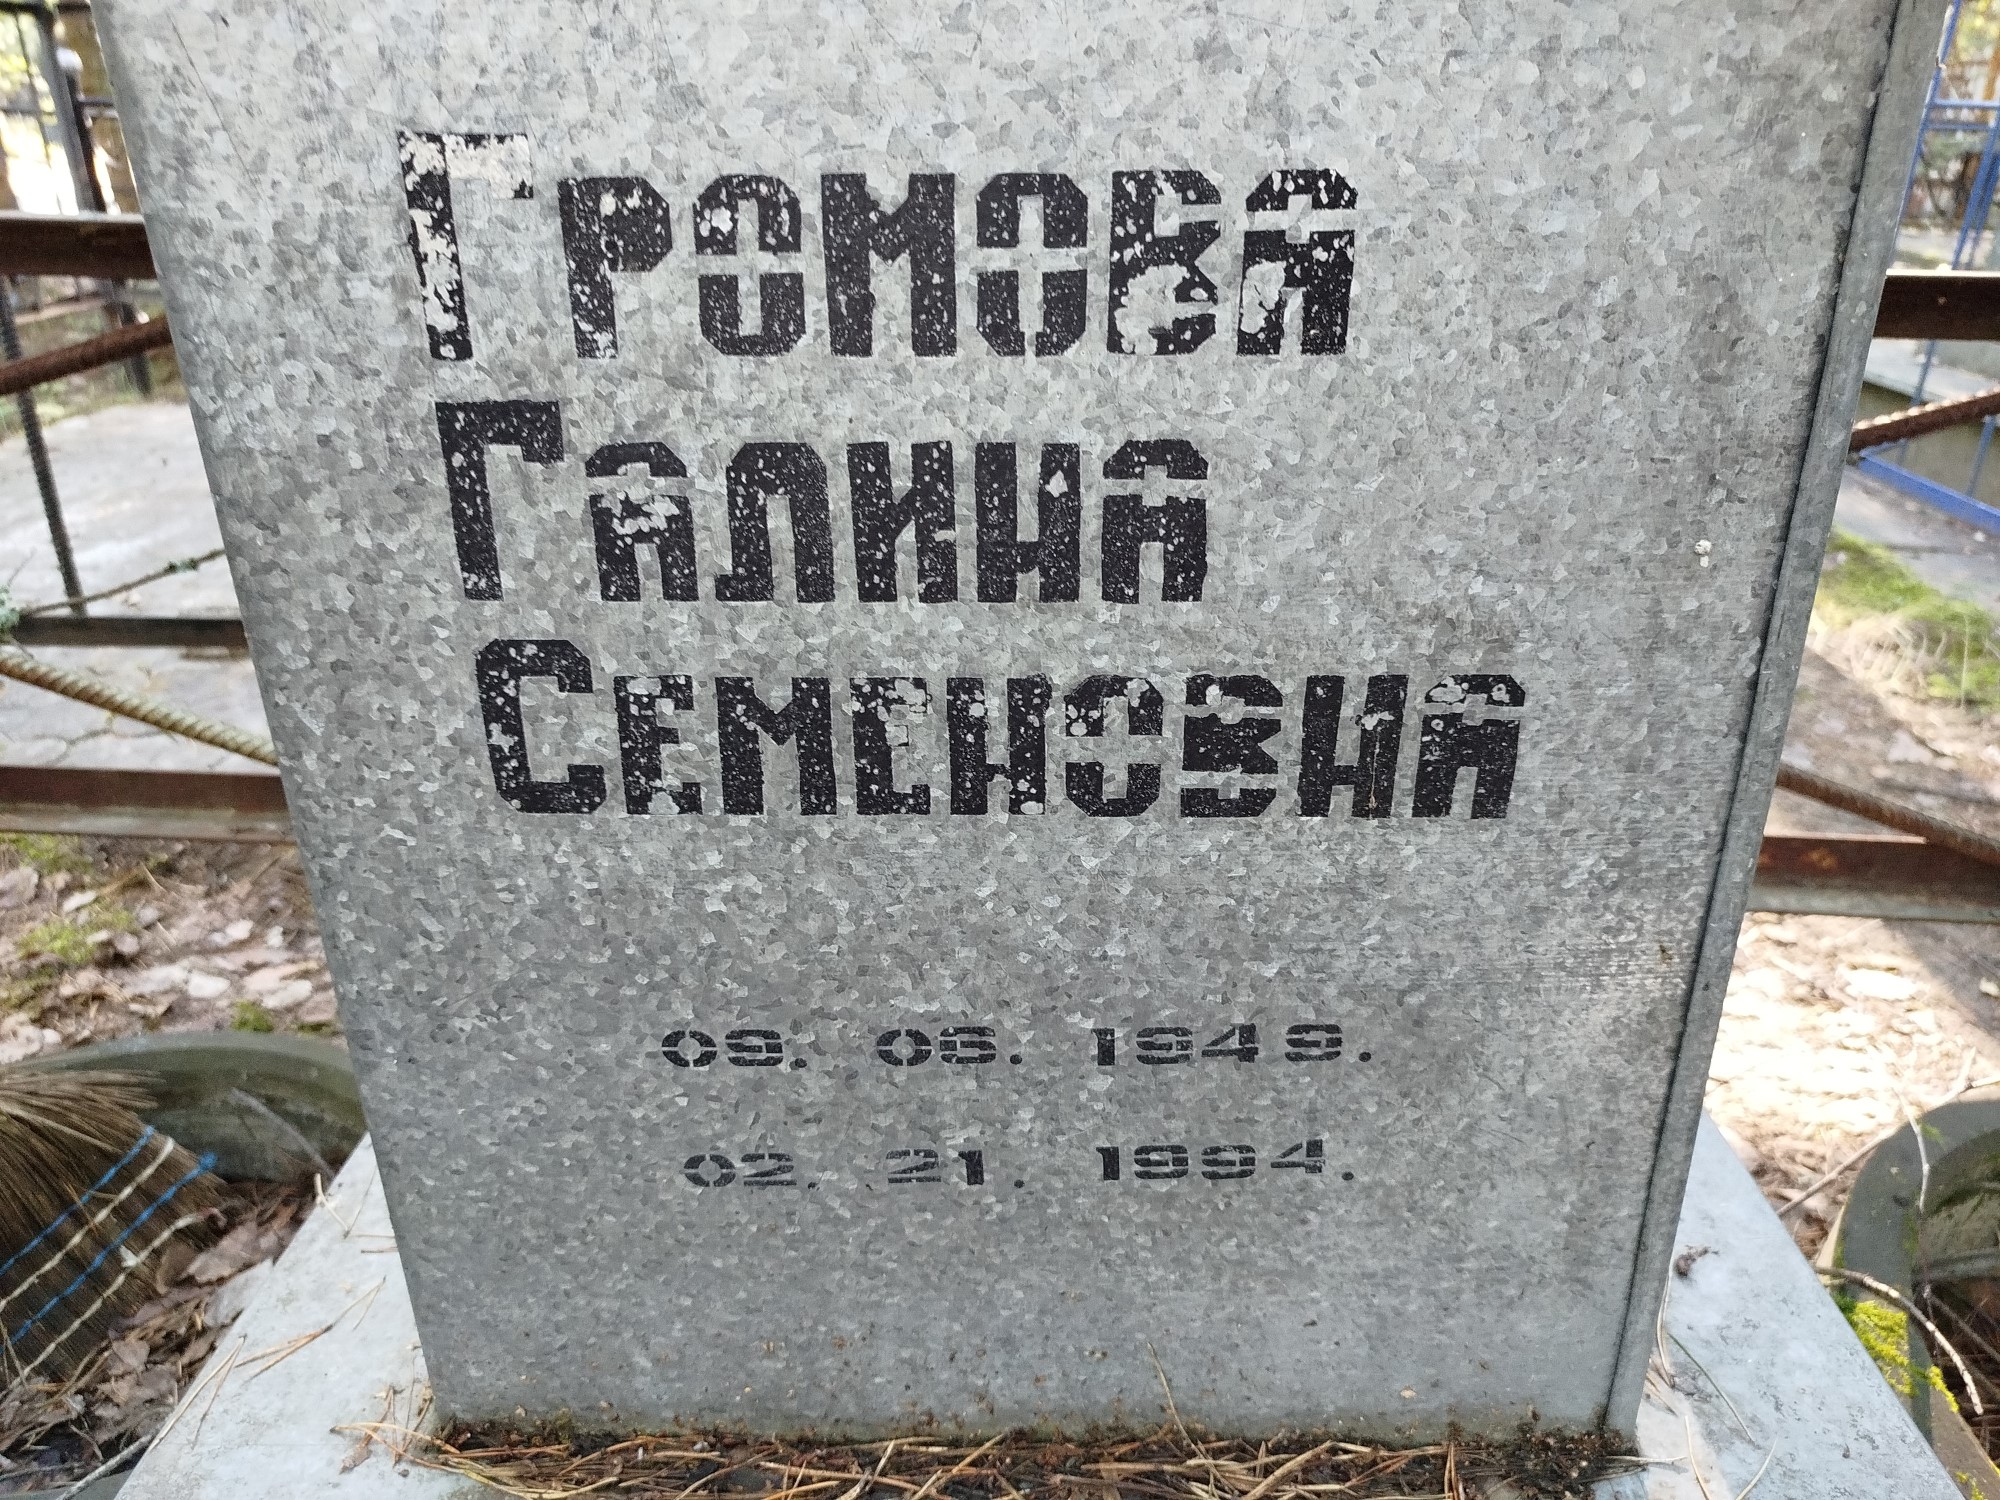 Громова
Галина
Семеновна
09. 06. 1949.
02. 21. 1994.